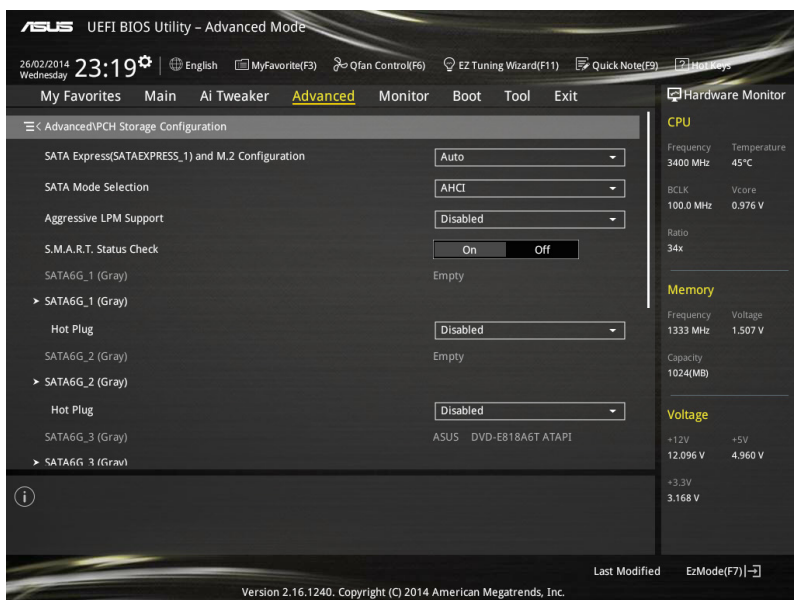 ASUS UEFI BIOS Utility – Advanced Mode
26/02/2014
Wednesday
23:19
English
MyFavorite(F3)
Qfan Control(F6)
EZ Tuning Wizard(F11)
Quick Note(F9)
? Hot Keys
My Favorites Main Ai Tweaker Advanced Monitor Boot Tool Exit
Advanced\PCH Storage Configuration
SATA Express(SATAEXPRESS_1) and M.2 Configuration Auto
SATA Mode Selection AHCI
Aggressive LPM Support Disabled
S.M.A.R.T. Status Check On Off
SATA6G_1 (Gray) Empty
> SATA6G_1 (Gray)
Hot Plug Disabled
SATA6G_2 (Gray) Empty
> SATA6G_2 (Gray)
Hot Plug Disabled
SATA6G_3 (Gray) ASUS DVD-E818A6T ATAPI
> SATA6G_3 (Gray)
Hardware Monitor
CPU
Frequency Temperature
3400 MHz 45°C
BCLK Vcore
100.0 MHz 0.976 V
Ratio
34x
Memory
Frequency Voltage
1333 MHz 1.507 V
Capacity
1024(MB)
Voltage
+12V +5V
12.096 V 4.960 V
+3.3V
3.168 V
Last Modified EzMode(F7)
Version 2.16.1240. Copyright (C) 2014 American Megatrends, Inc.